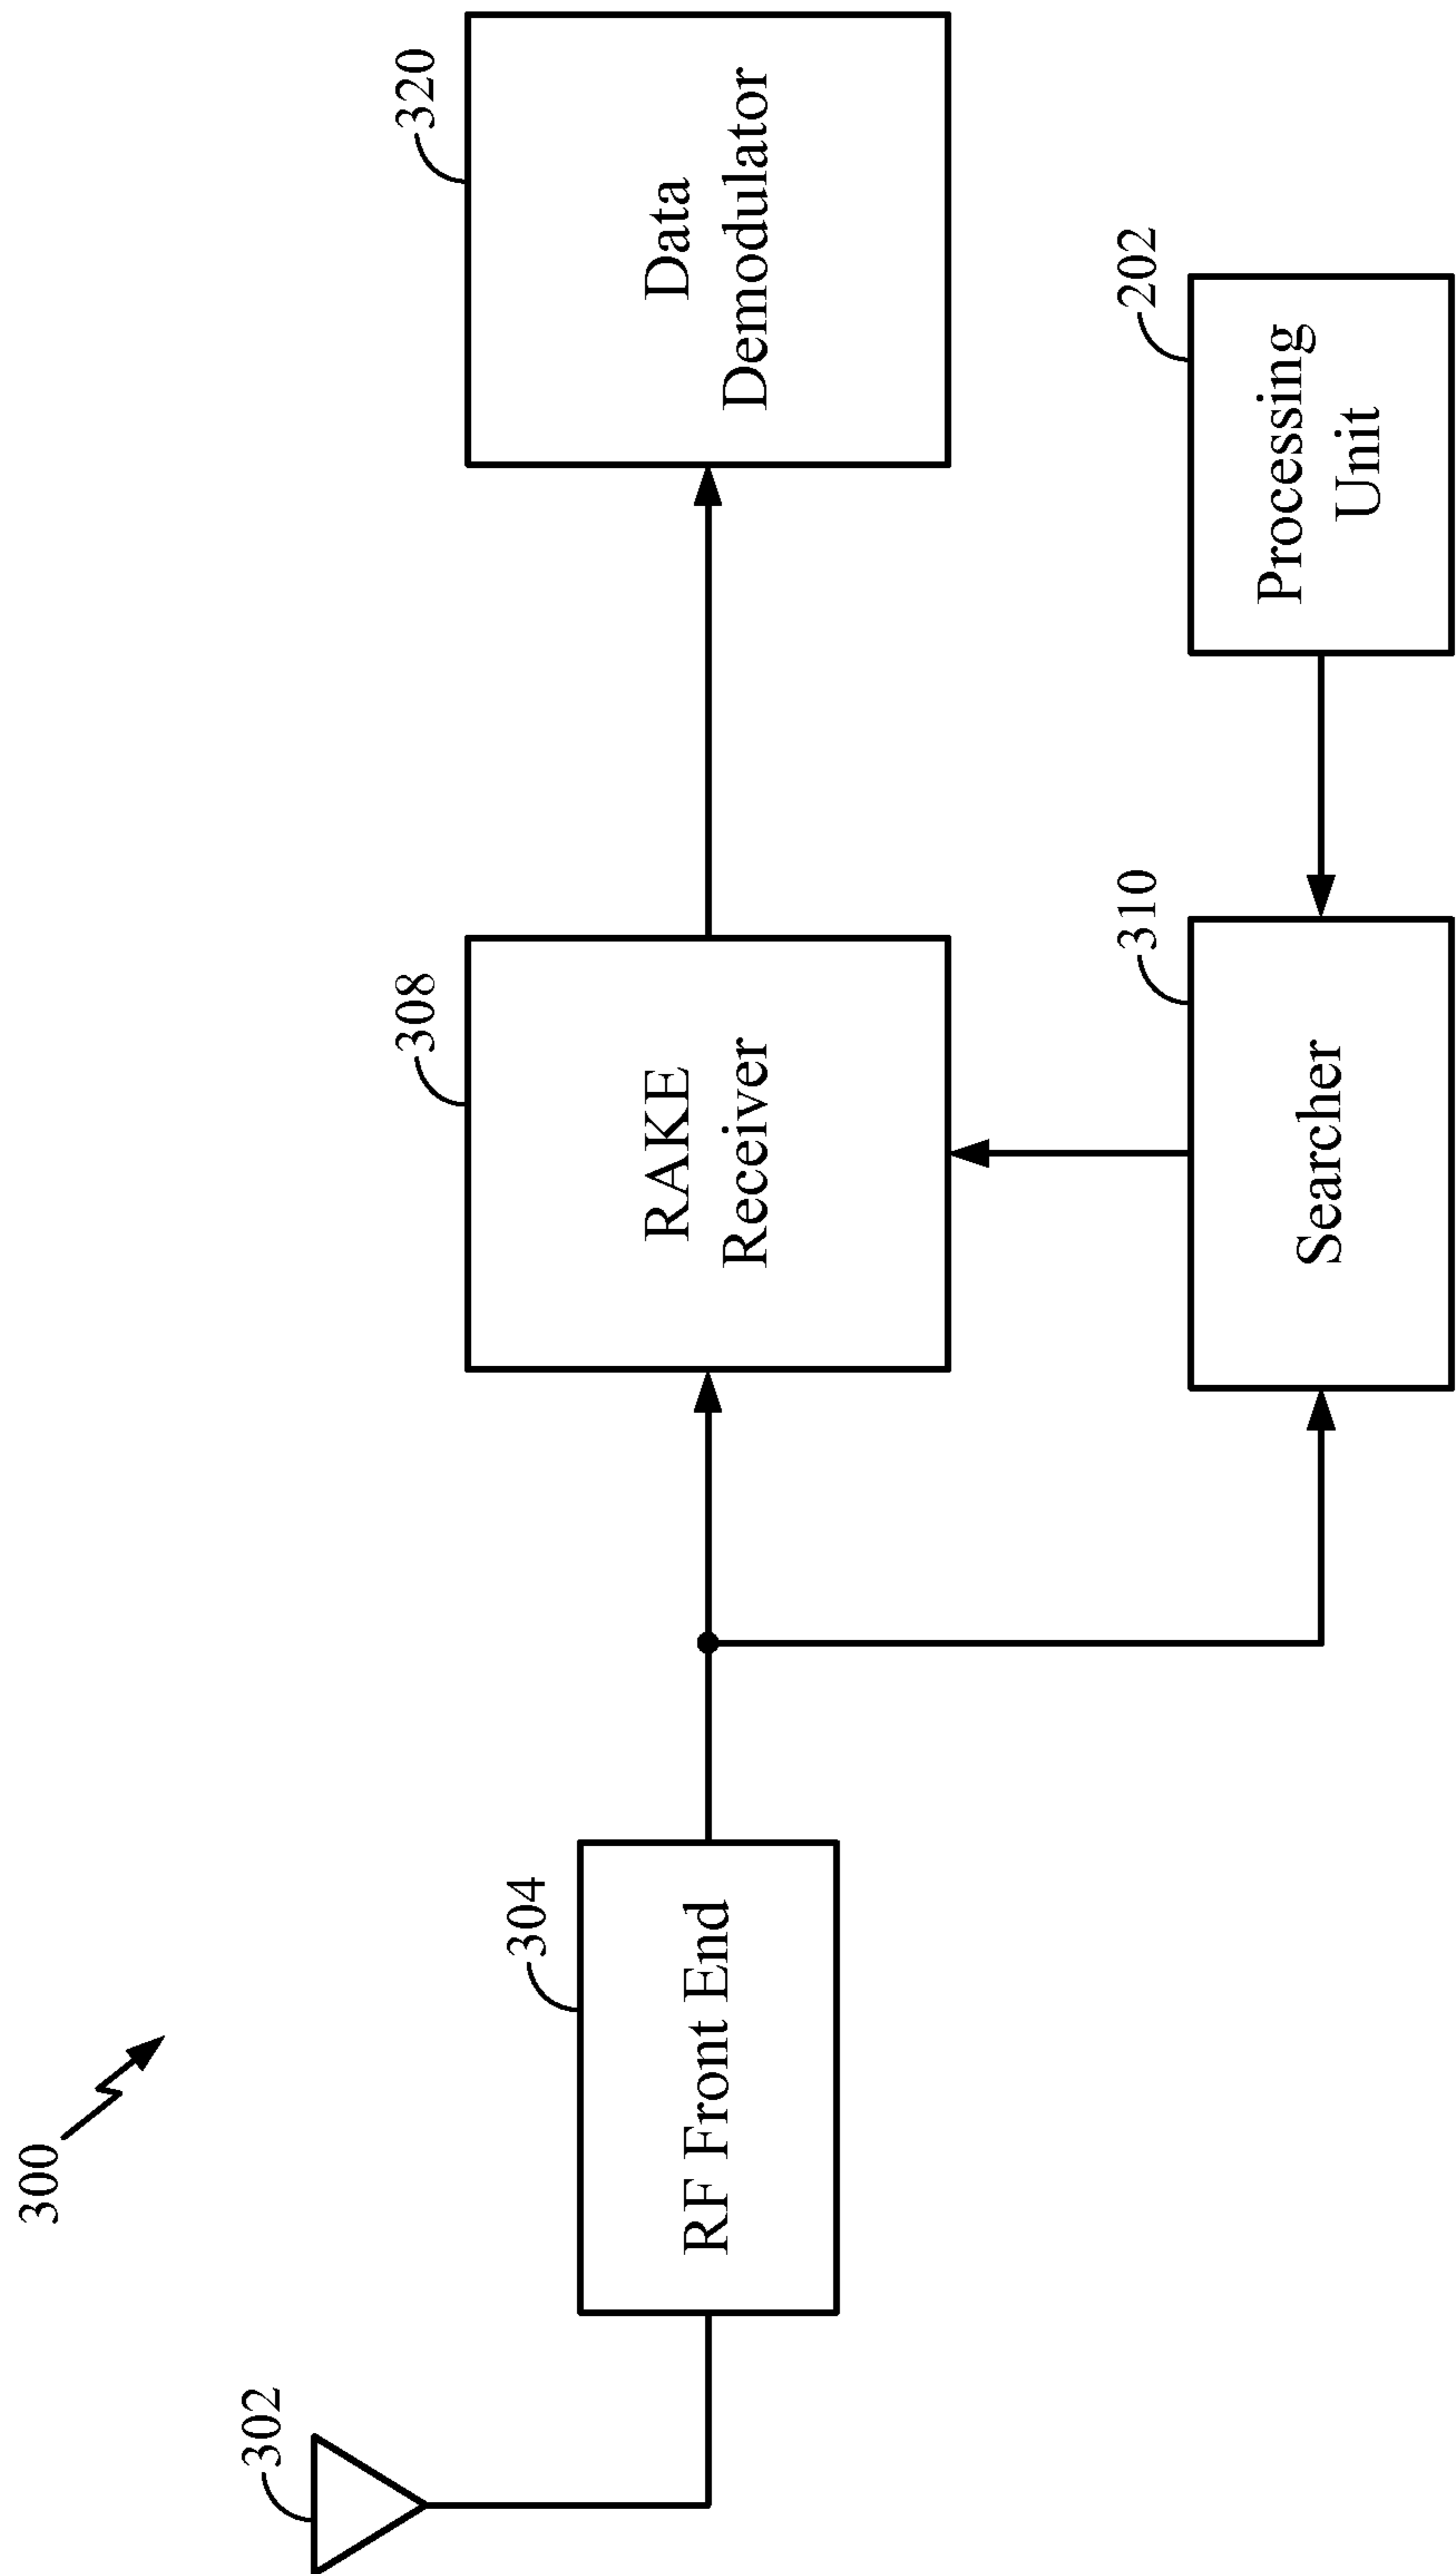 300
302
304
RF Front End
308
RAKE
Receiver
320
Data
Demodulator
310
Searcher
202
Processing
Unit